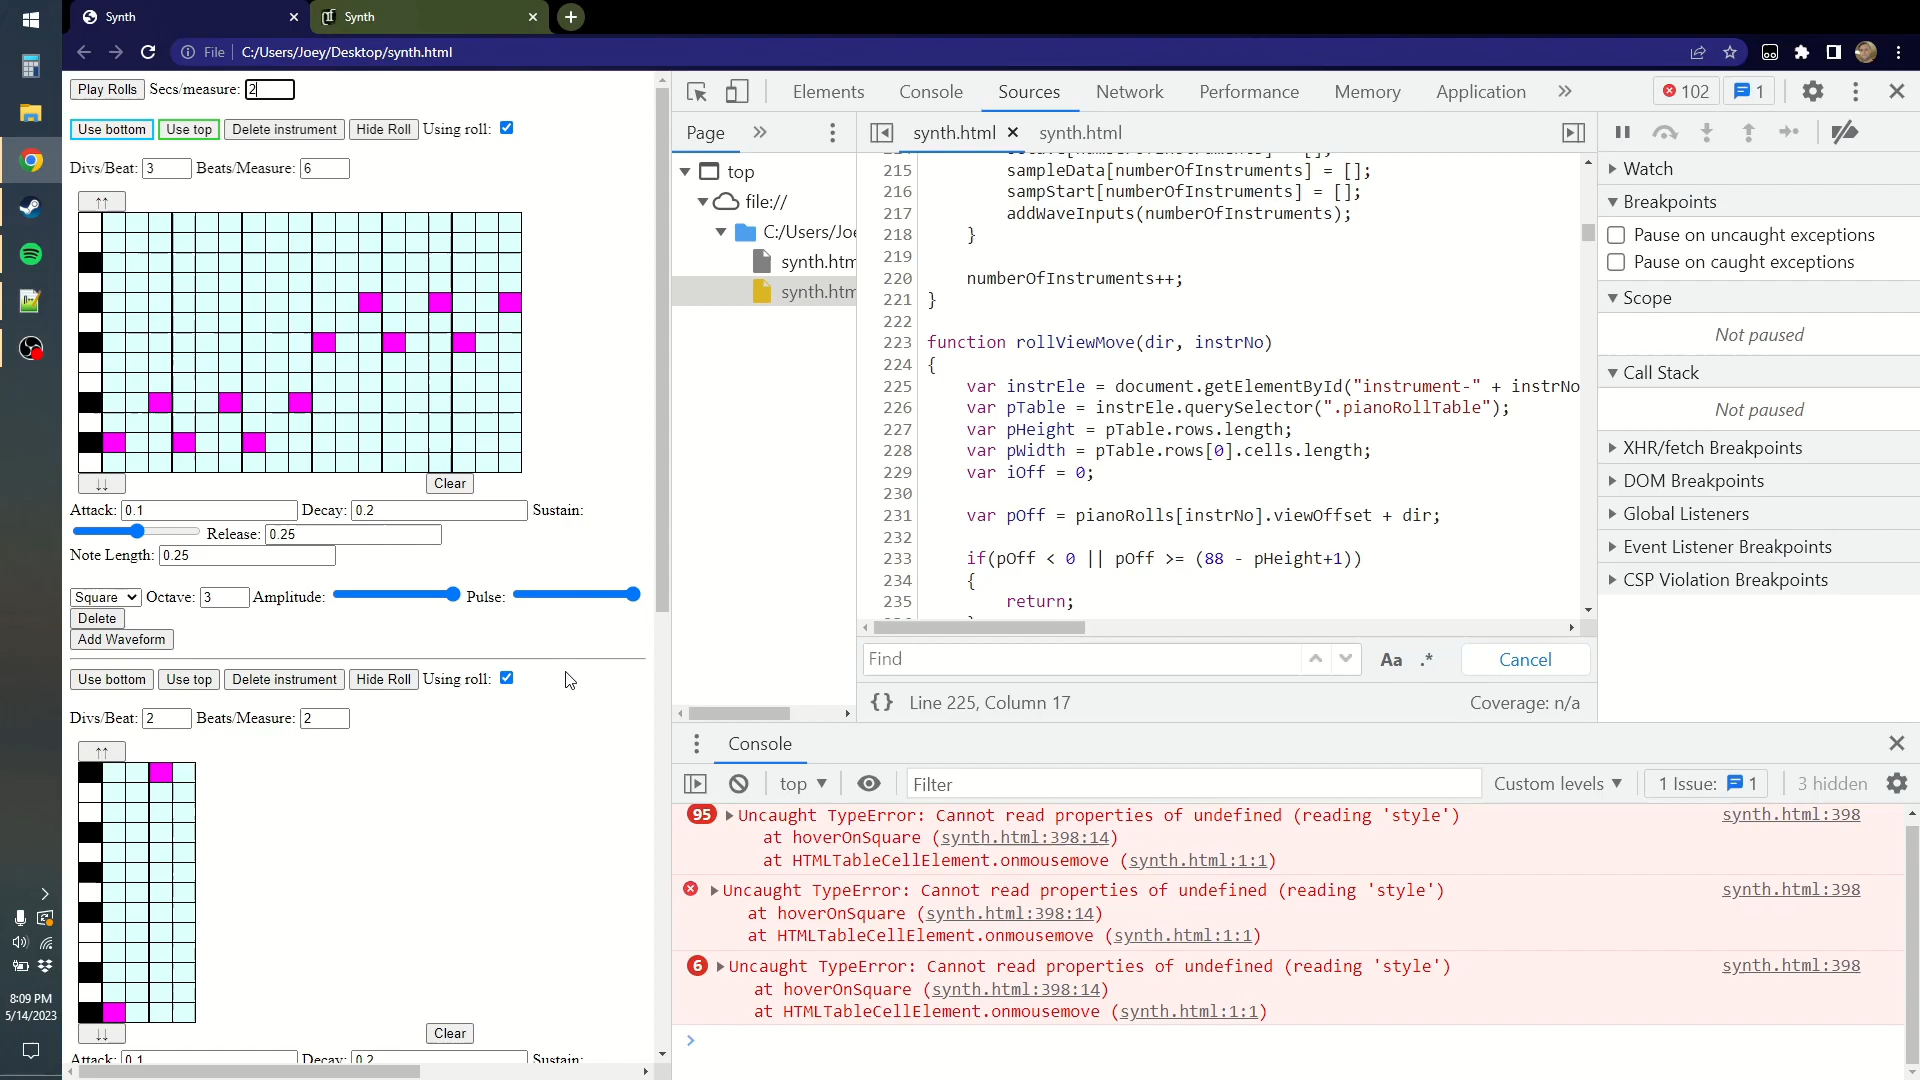 Synth
Synth
File
C:/Users/Joey/Desktop/synth.html
Play Rolls Secs/measure: 2
Use bottom Use top Delete instrument Hide Roll Using roll:
Divs/Beat: 3 Beats/Measure: 6
↑↑
↓↓ Clear
Attack: 0.1 Decay: 0.2 Sustain:
Release: 0.25
Note Length: 0.25
Square Octave: 3 Amplitude: Pulse:
Delete
Add Waveform
Use bottom Use top Delete instrument Hide Roll Using roll:
Divs/Beat: 2 Beats/Measure: 2
↑↑
↓↓ Clear
Attack: 0.1 Decay: 0.2 Sustain:
8:09 PM
5/14/2023
Elements Console Sources Network Performance Memory Application » 102 1
Page » synth.html synth.html
top
file://
C:/Users/Joe
synth.htm
synth.htm
215 sampleData[numberOfInstruments] = [];
216 sampStart[numberOfInstruments] = [];
217 addWaveInputs(numberOfInstruments);
218 }
219
220 numberOfInstruments++;
221 }
222
223 function rollViewMove(dir, instrNo)
224 {
225 var instrEle = document.getElementById("instrument-" + instrNo
226 var pTable = instrEle.querySelector(".pianoRollTable");
227 var pHeight = pTable.rows.length;
228 var pWidth = pTable.rows[0].cells.length;
229 var iOff = 0;
230
231 var pOff = pianoRolls[instrNo].viewOffset + dir;
232
233 if(pOff < 0 || pOff >= (88 - pHeight+1))
234 {
235 return;
Find Aa .* Cancel
{} Line 225, Column 17 Coverage: n/a
Watch
Breakpoints
Pause on uncaught exceptions
Pause on caught exceptions
Scope
Not paused
Call Stack
Not paused
XHR/fetch Breakpoints
DOM Breakpoints
Global Listeners
Event Listener Breakpoints
CSP Violation Breakpoints
Console
top Filter Custom levels 1 Issue: 1 3 hidden
95 Uncaught TypeError: Cannot read properties of undefined (reading 'style') synth.html:398
at hoverOnSquare (synth.html:398:14)
at HTMLTableCellElement.onmousemove (synth.html:1:1)
Uncaught TypeError: Cannot read properties of undefined (reading 'style') synth.html:398
at hoverOnSquare (synth.html:398:14)
at HTMLTableCellElement.onmousemove (synth.html:1:1)
6 Uncaught TypeError: Cannot read properties of undefined (reading 'style') synth.html:398
at hoverOnSquare (synth.html:398:14)
at HTMLTableCellElement.onmousemove (synth.html:1:1)